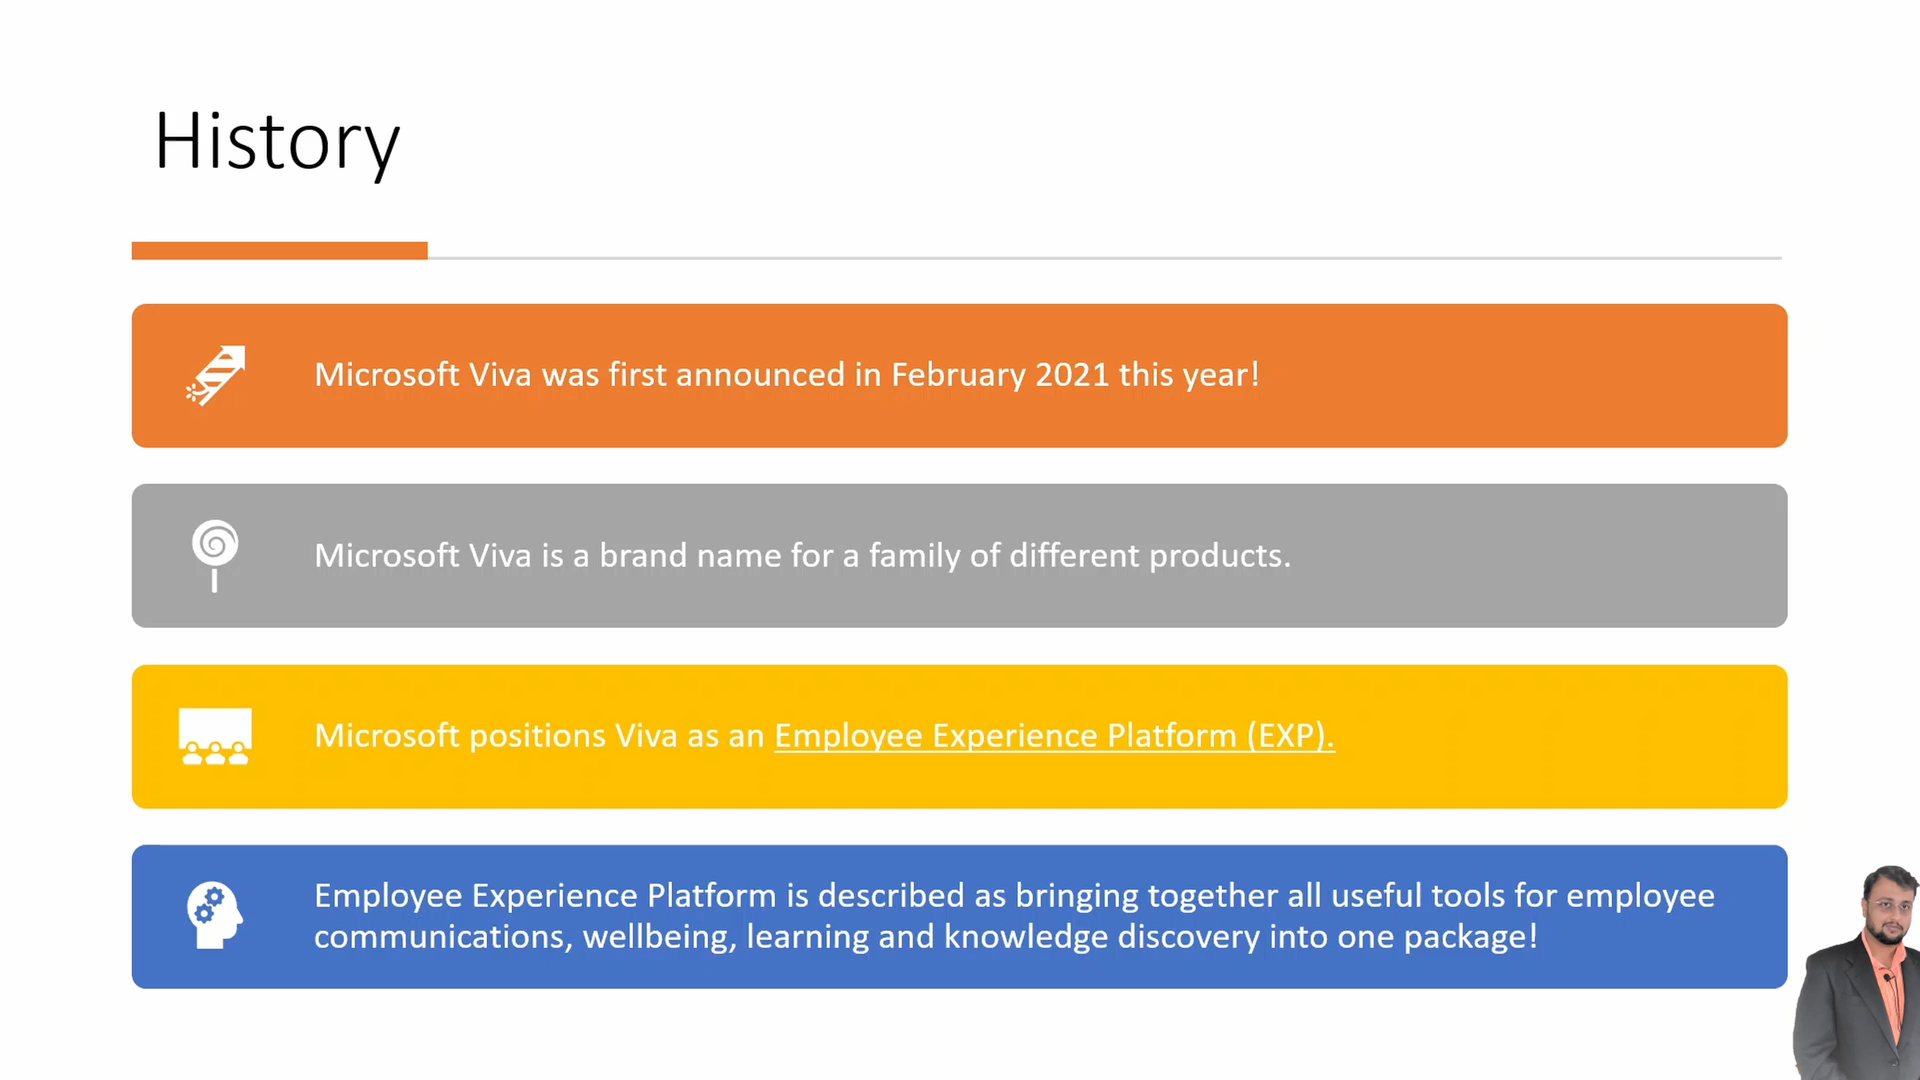 History
Microsoft Viva was first announced in February 2021 this year!
Microsoft Viva is a brand name for a family of different products.
Microsoft positions Viva as an Employee Experience Platform (EXP).
Employee Experience Platform is described as bringing together all useful tools for employee
communications, wellbeing, learning and knowledge discovery into one package!